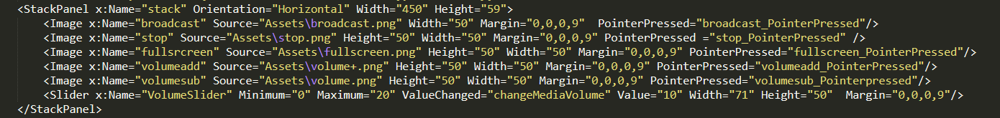 <StackPanel x:Name="stack" Orientation="Horizontal" Width="450" Height="59">
<Image x:Name="broadcast" Source="Assets\broadcast.png" Width="50" Margin="0,0,0,9"  PointerPressed="broadcast_PointerPressed"/>
<Image x:Name="stop" Source="Assets\stop.png" Height="50" Width="50" Margin="0,0,0,9" PointerPressed ="stop_PointerPressed" />
<Image x:Name="fullsrcreen" Source="Assets\fullscreen.png" Height="50" Width="50" Margin="0,0,0,9" PointerPressed="fullscreen_PointerPressed"/>
<Image x:Name="volumeadd" Source="Assets\volume+.png" Height="50" Width="50" Margin="0,0,0,9" PointerPressed="volumeadd_PointerPressed"/>
<Image x:Name="volumesub" Source="Assets\volume.png" Height="50" Width="50" Margin="0,0,0,9" PointerPressed="volumesub_Pointerpressed"/>
<Slider x:Name="VolumeSlider" Minimum="0" Maximum="20" ValueChanged="changeMediaVolume" Value="10" Width="71" Height="50"  Margin="0,0,0,9"/>
</StackPanel>